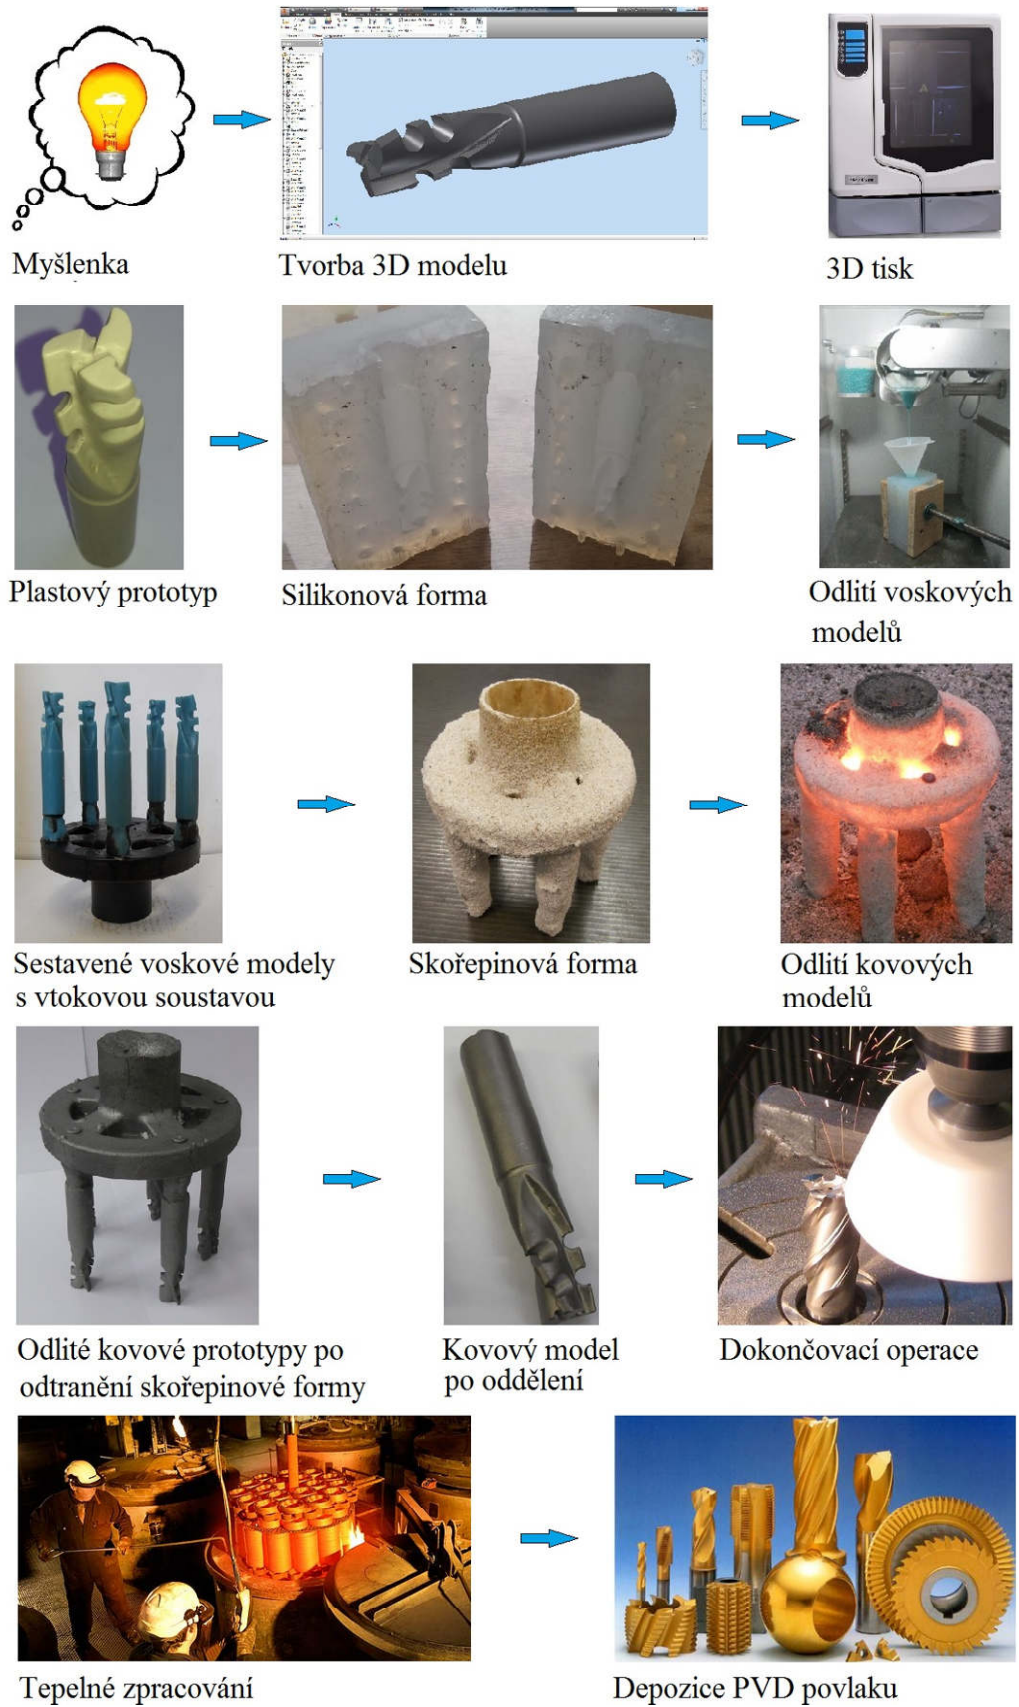 Myšlenka
Tvorba 3D modelu
3D tisk
Plastový prototyp
Silikonová forma
Odlití voskových
modelů
Sestavené voskové modely
s vtokovou soustavou
Skořepinová forma
Odlití kovových
modelů
Odlité kovové prototypy po
odtranění skořepinové formy
Kovový model
po oddělení
Dokončovací operace
Tepelné zpracování
Depozice PVD povlaku